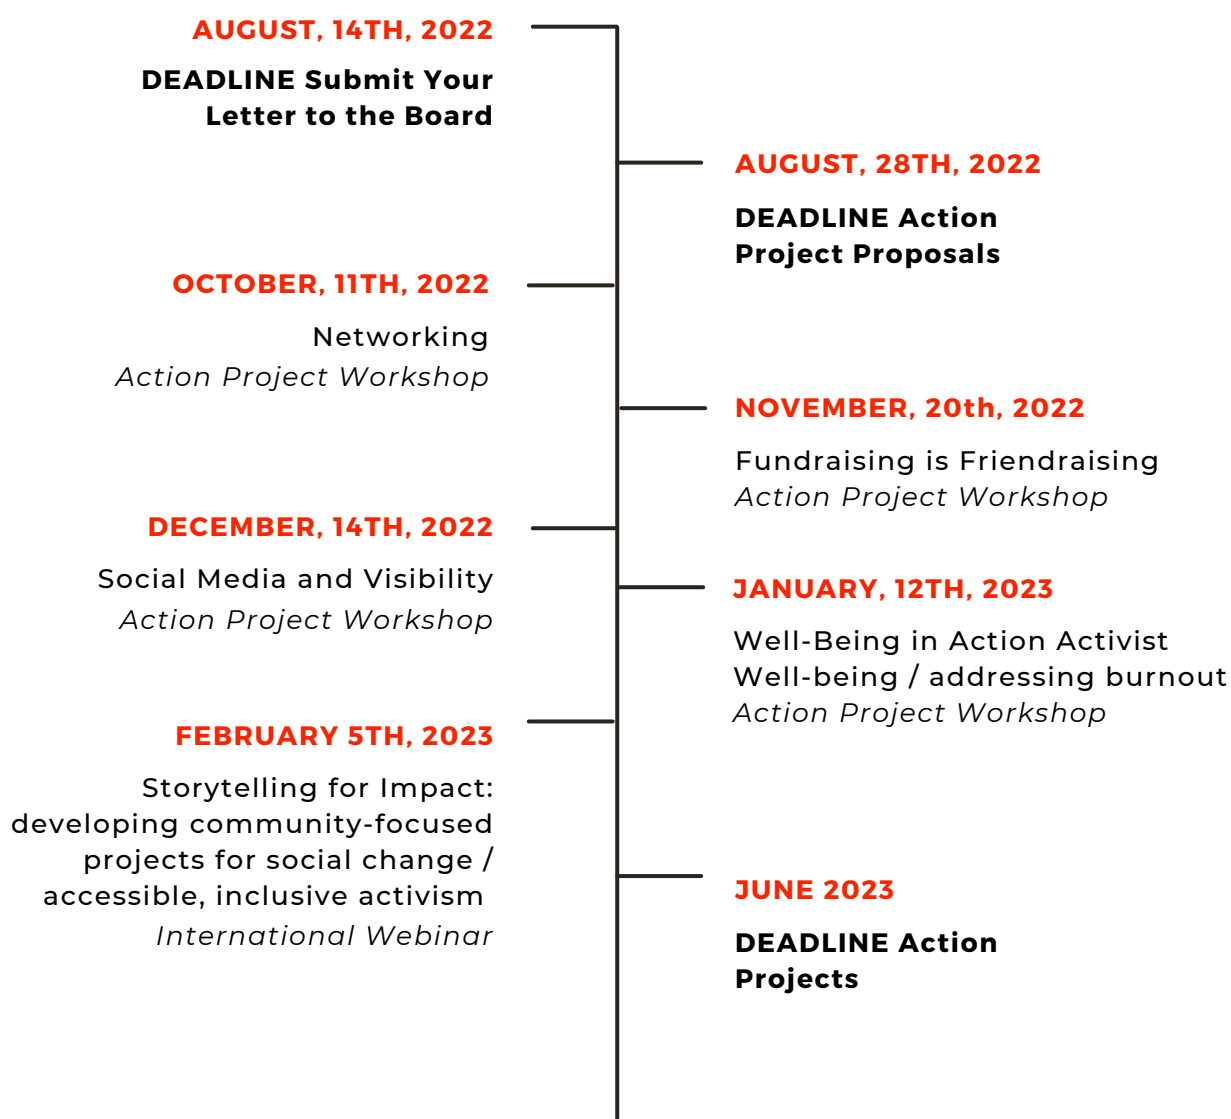 AUGUST, 14TH, 2022
DEADLINE Submit Your
Letter to the Board
AUGUST, 28TH, 2022
DEADLINE Action
Project Proposals
OCTOBER, 11TH, 2022
Networking
Action Project Workshop
NOVEMBER, 20th, 2022
Fundraising is Friendraising
Action Project Workshop
DECEMBER, 14TH, 2022
Social Media and Visibility
Action Project Workshop
JANUARY, 12TH, 2023
Well-Being in Action Activist
Well-being / addressing burnout
Action Project Workshop
FEBRUARY 5TH, 2023
Storytelling for Impact:
developing community-focused
projects for social change /
accessible, inclusive activism
International Webinar
JUNE 2023
DEADLINE Action
Projects